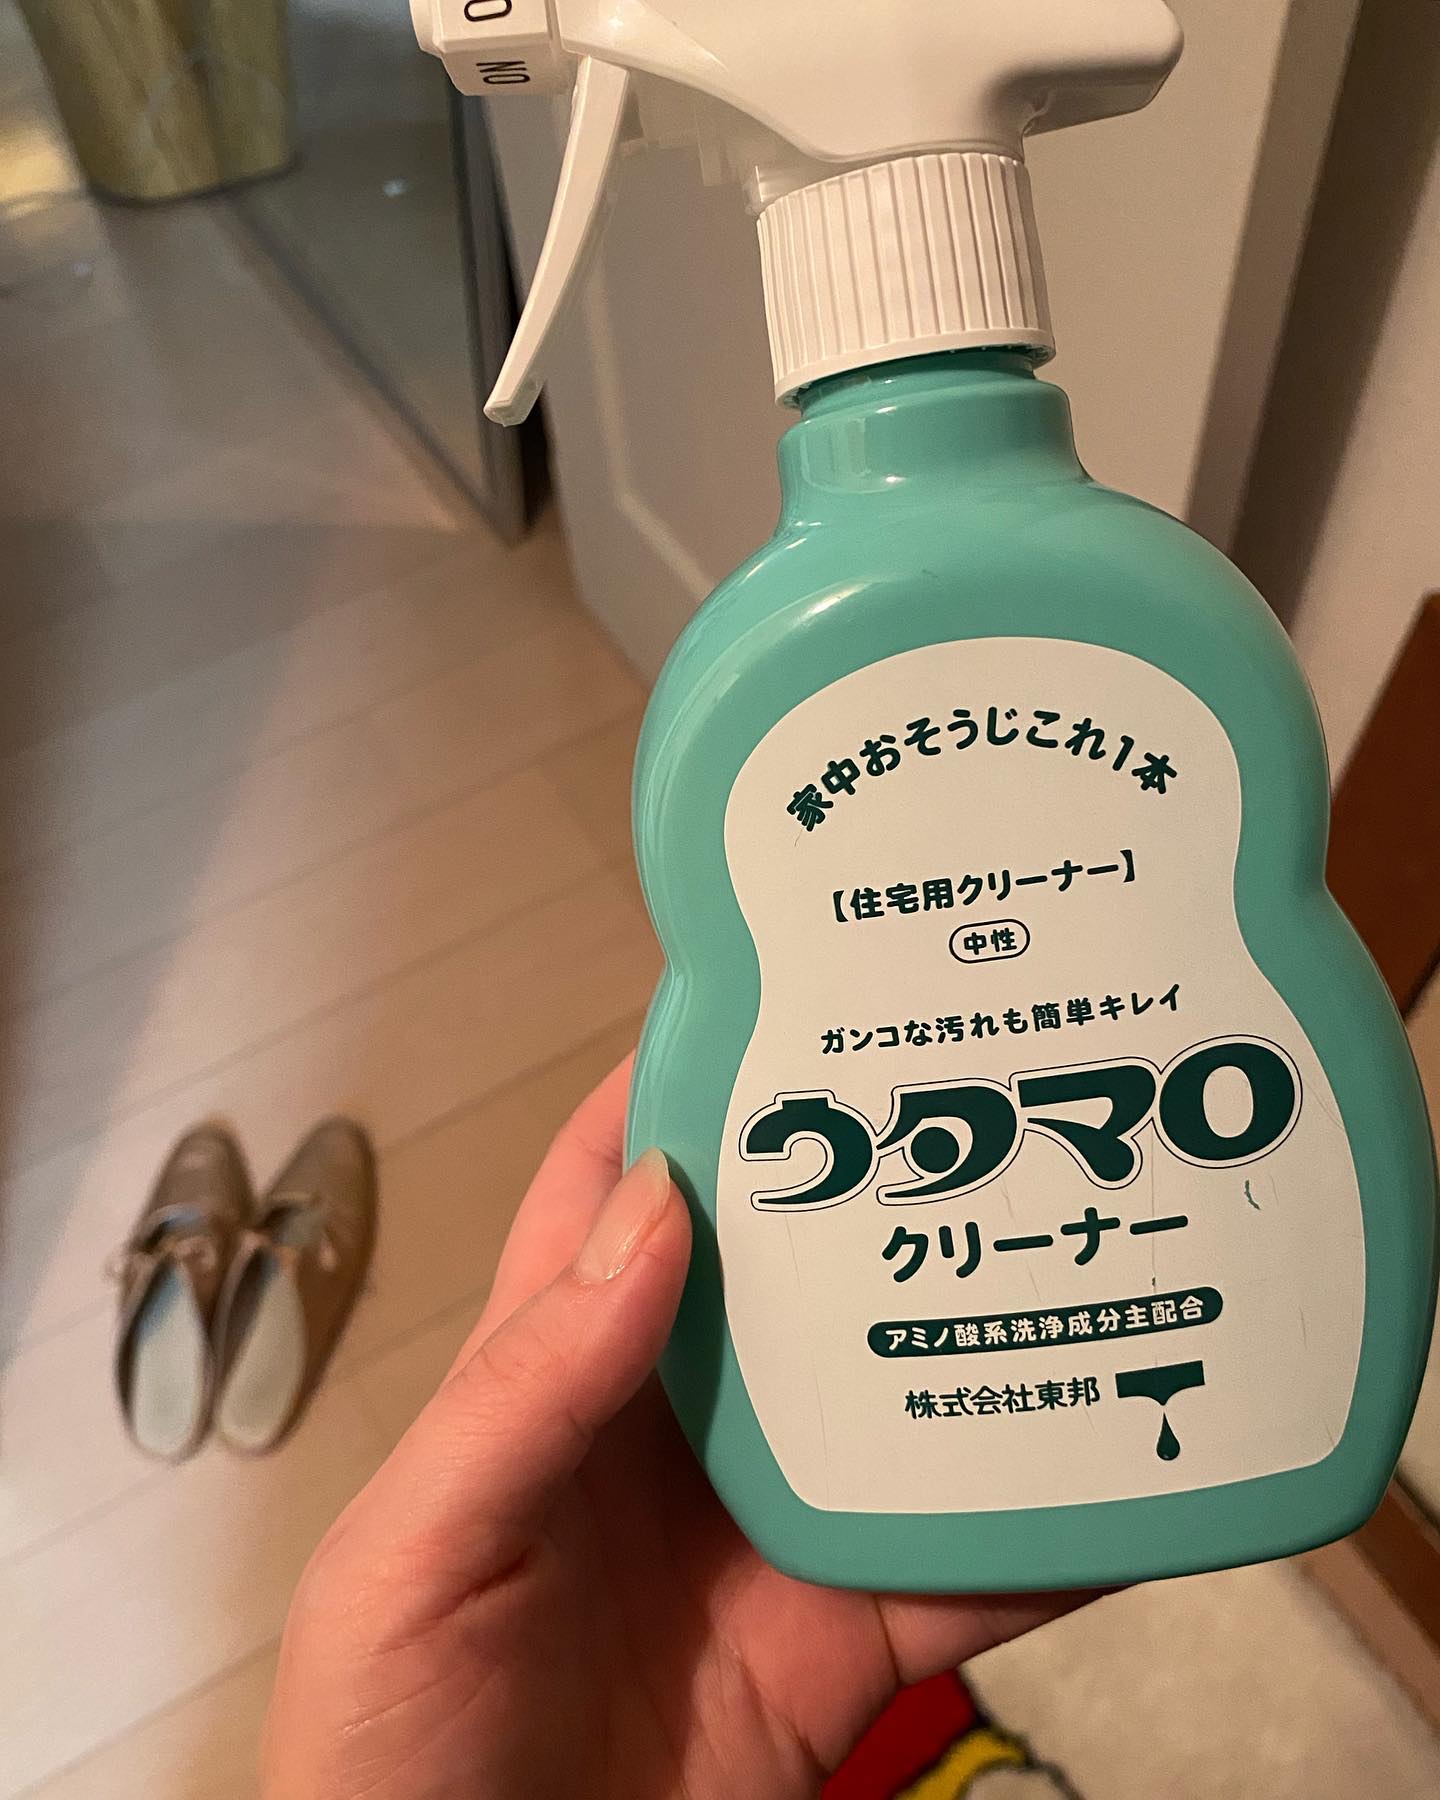 NO
家中おそうじこれ1本
【住宅用クリーナー】
中性
ガンコな汚れも簡単キレイ
ウタマロ
クリーナー
アミノ酸系洗浄成分主配合
株式会社東邦